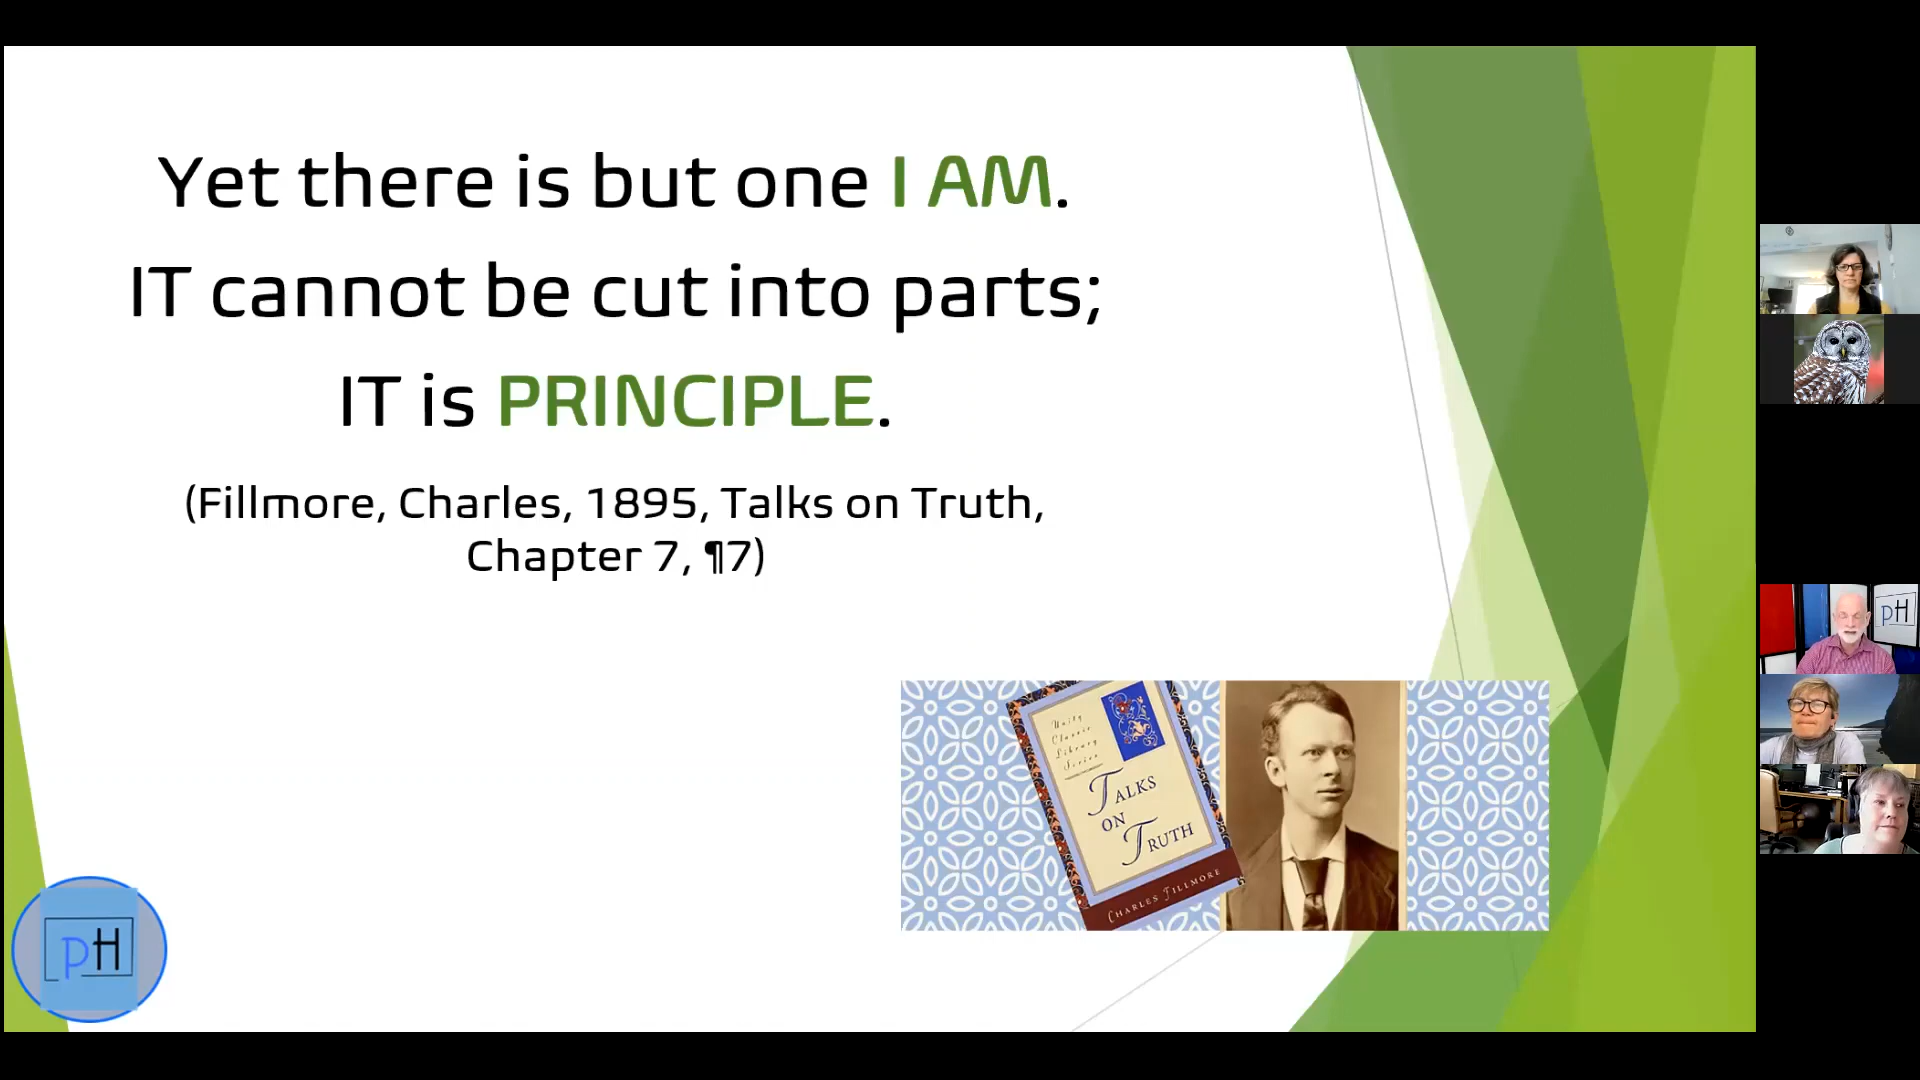 Yet there is but one I AM.
IT cannot be cut into parts;
IT is PRINCIPLE.
(Fillmore, Charles, 1895, Talks on Truth,
Chapter 7, ¶7)
Unity
Classic
Library
Series
TALKS
ON
TRUTH
CHARLES FILLMORE
pH
pH